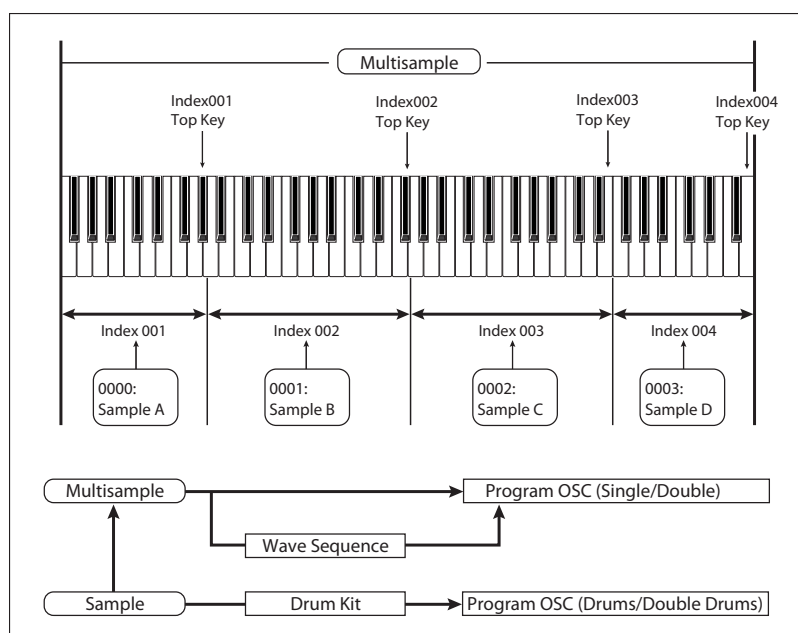 Multisample
Index001
Top Key
Index002
Top Key
Index003
Top Key
Index004
Top Key
Index 001
Index 002
Index 003
Index 004
0000:
Sample A
0001:
Sample B
0002:
Sample C
0003:
Sample D
Multisample
Program OSC (Single/Double)
Wave Sequence
Sample
Drum Kit
Program OSC (Drums/Double Drums)